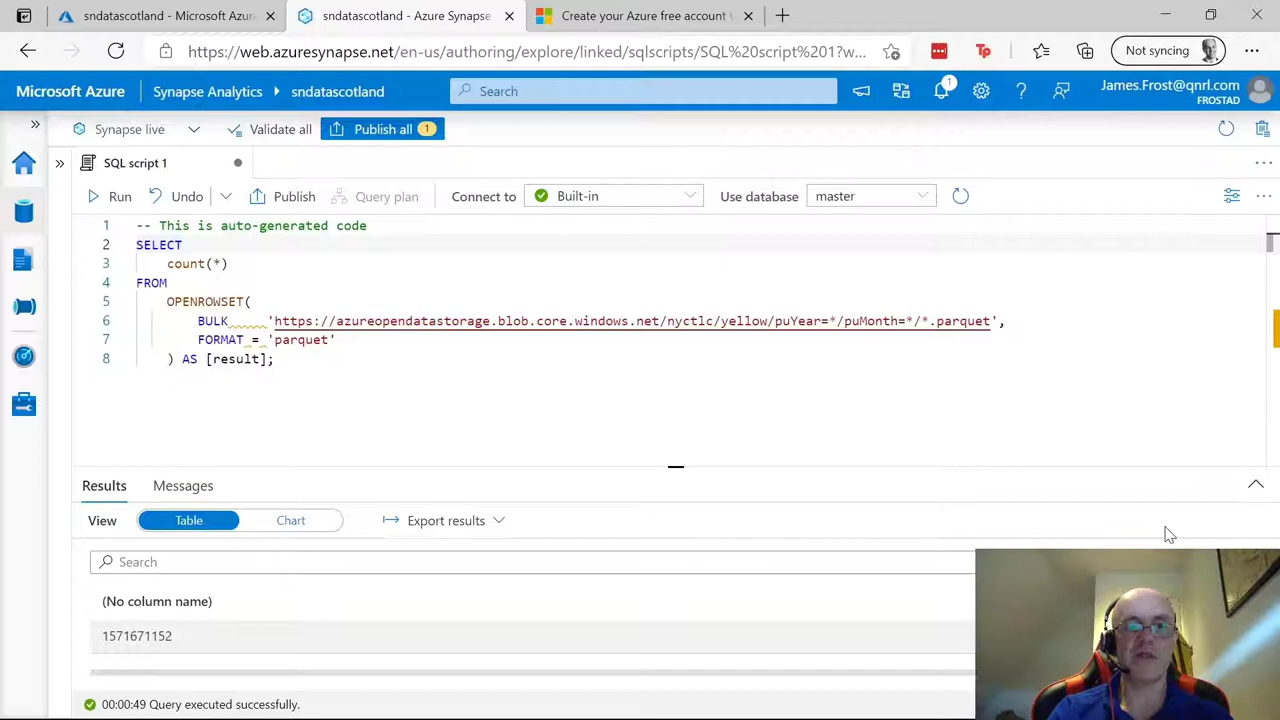 sndatascotland - Microsoft Azur
sndatascotland - Azure Synapse
Create your Azure free account
https://web.azuresynapse.net/en-us/authoring/explore/linked/sqlscripts/SQL%20script%201?w...
Not syncing
Microsoft Azure
Synapse Analytics
sndatascotland
Search
1
James.Frost@qnrl.com
FROSTAD
Synapse live
Validate all
Publish all
1
SQL script 1
Run
Undo
Publish
Query plan
Connect to
Built-in
Use database
master
1 -- This is auto-generated code
2 SELECT
3 count(*)
4 FROM
5 OPENROWSET(
6 BULK 'https://azureopendatastorage.blob.core.windows.net/nyctlc/yellow/puYear=*/puMonth=*/*.parquet',
7 FORMAT = 'parquet'
8 ) AS [result];
Results
Messages
View
Table
Chart
Export results
Search
(No column name)
1571671152
00:00:49 Query executed successfully.